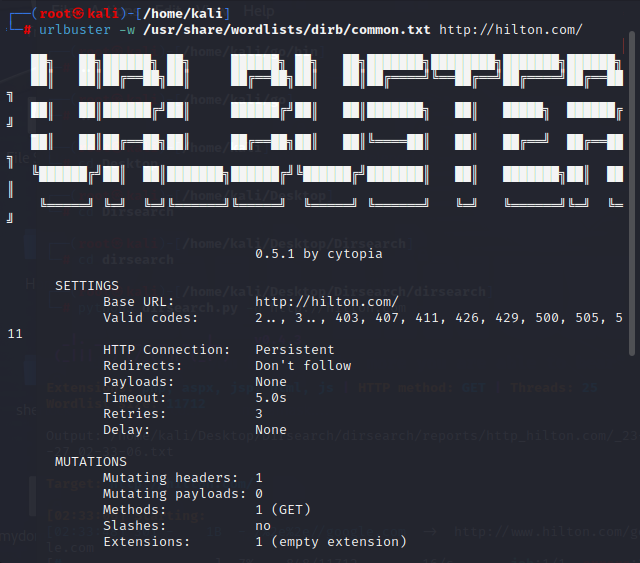 ┌──(root㉿kali)-[/home/kali]
└─# urlbuster -w /usr/share/wordlists/dirb/common.txt http://hilton.com/
0.5.1 by cytopia
SETTINGS
Base URL: http://hilton.com/
Valid codes: 2.., 3.., 403, 407, 411, 426, 429, 500, 505, 5
11
HTTP Connection: Persistent
Redirects: Don't follow
Payloads: None
Timeout: 5.0s
Retries: 3
Delay: None
MUTATIONS
Mutating headers: 1
Mutating payloads: 0
Methods: 1 (GET)
Slashes: no
Extensions: 1 (empty extension)